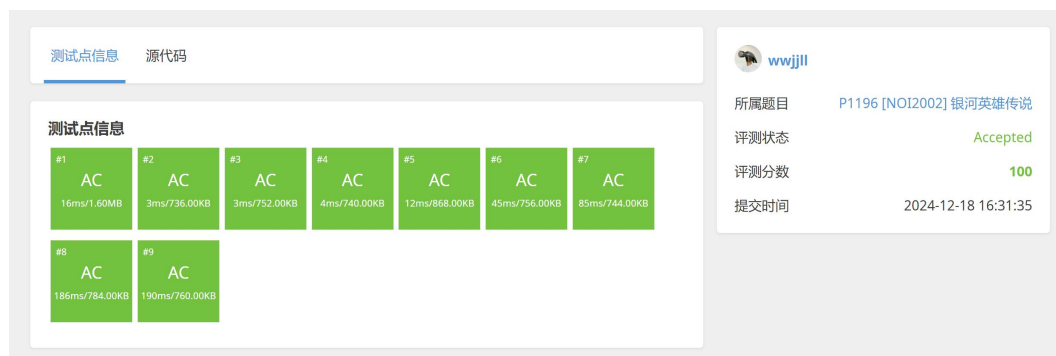 测试点信息 源代码
测试点信息
#1 #2 #3 #4 #5 #6 #7
AC AC AC AC AC AC AC
16ms/1.60MB 3ms/736.00KB 3ms/752.00KB 4ms/740.00KB 12ms/868.00KB 45ms/756.00KB 85ms/744.00KB
#8 #9
AC AC
186ms/784.00KB 190ms/760.00KB
wwjjll
所属题目 P1196 [NOI2002] 银河英雄传说
评测状态 Accepted
评测分数 100
提交时间 2024-12-18 16:31:35